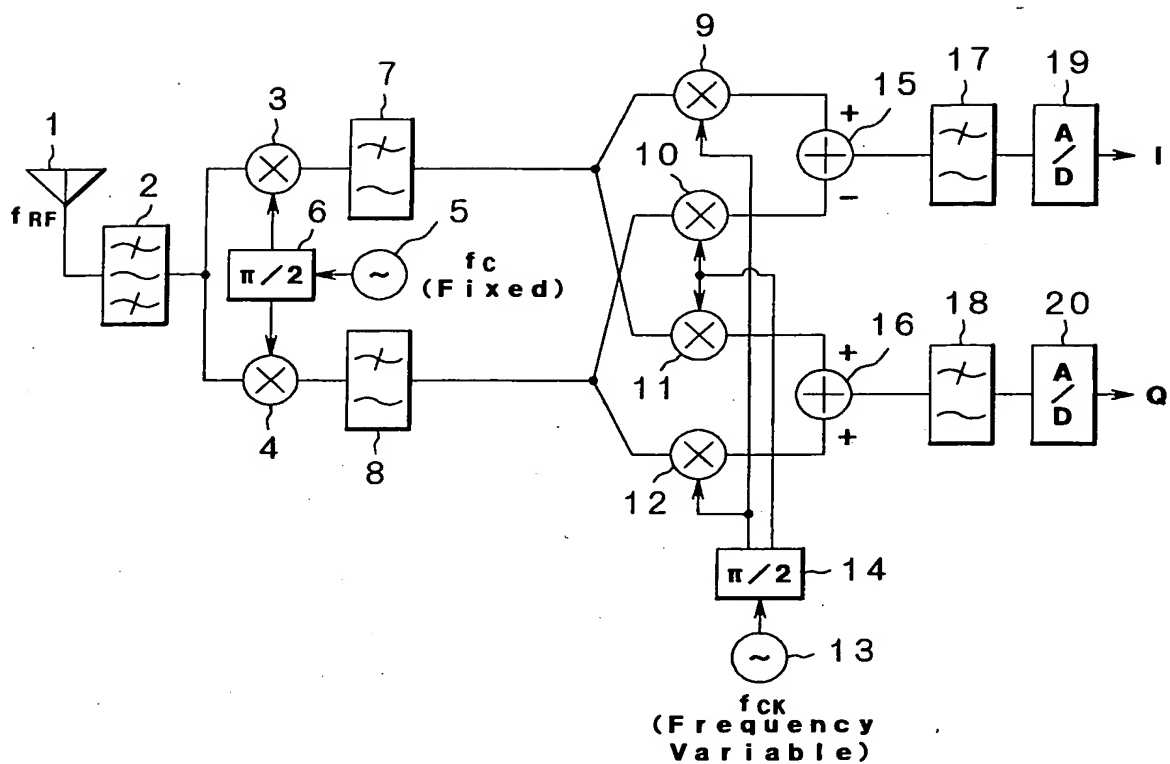 9
7
17
19
3
+
15
A/D
I
1
10
2
6
5
−
f RF
π/2
fC
(Fixed)
18
20
16
+
A/D
Q
11
4
+
8
12
π/2
14
13
fCK
(Frequency
Variable)